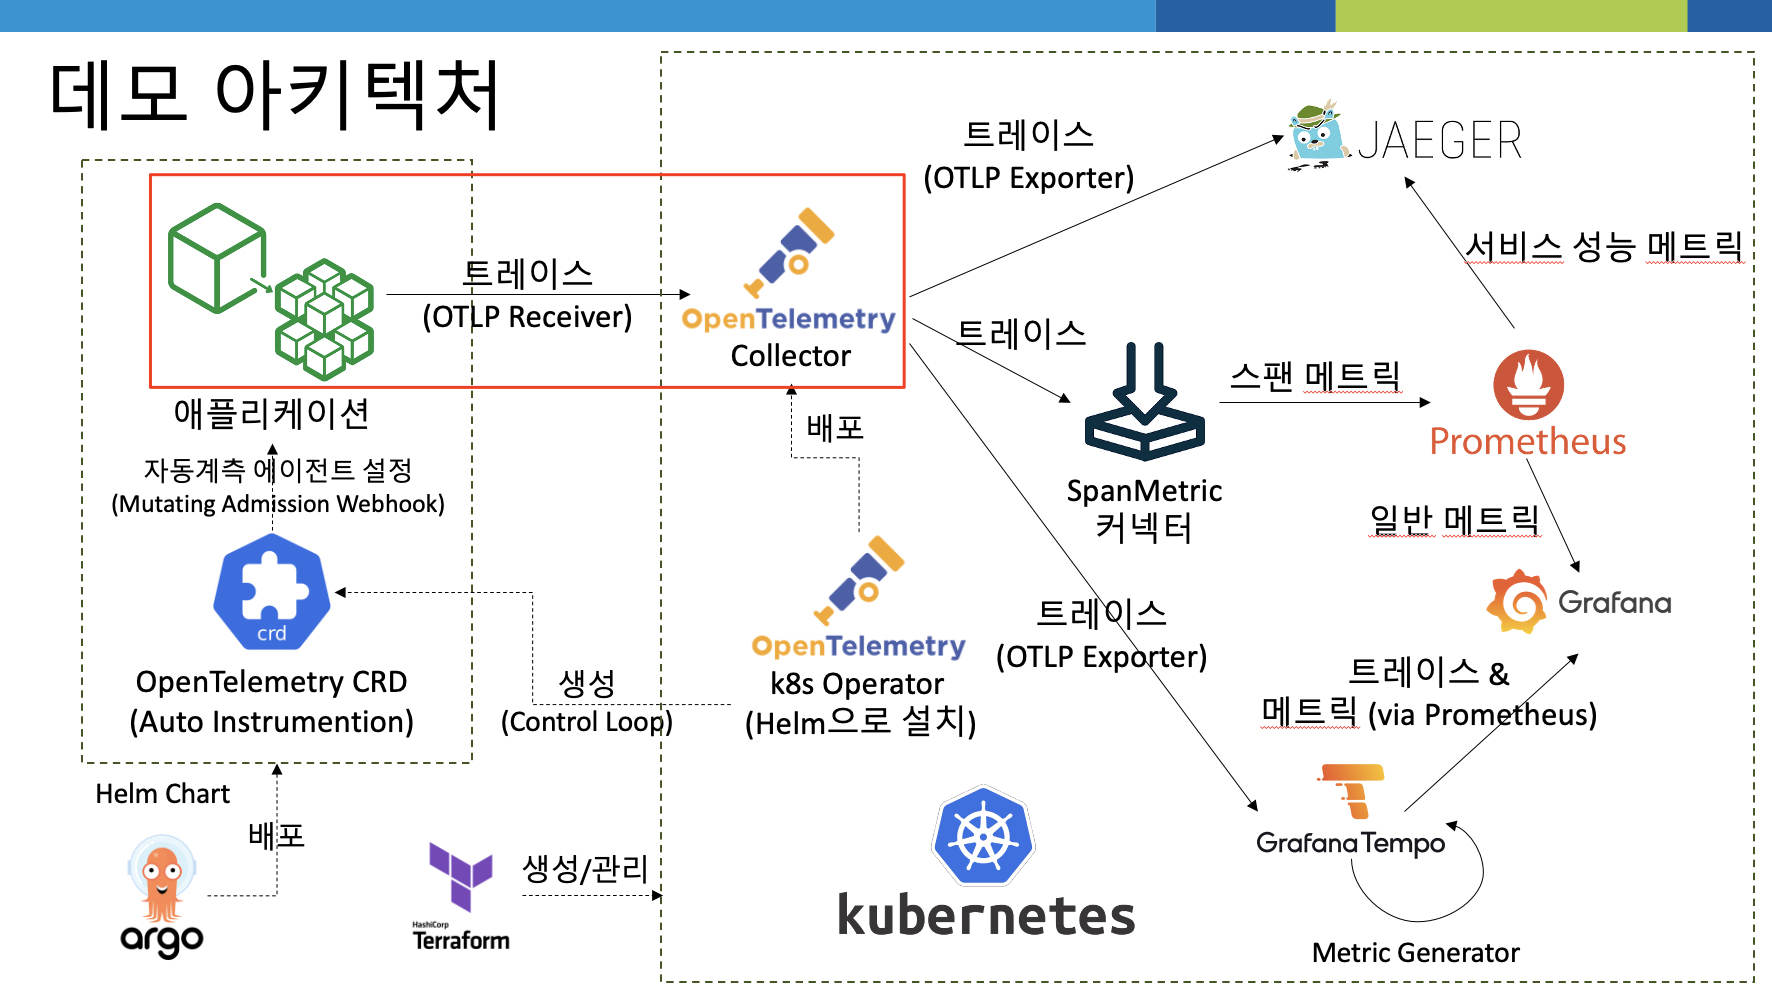 데모 아키텍처
트레이스
(OTLP Exporter)
JAEGER
서비스 성능 메트릭
트레이스
(OTLP Receiver)
OpenTelemetry
Collector
트레이스
스팬 메트릭
Prometheus
애플리케이션
배포
자동계측 에이전트 설정
(Mutating Admission Webhook)
SpanMetric
커넥터
일반 메트릭
Grafana
crd
OpenTelemetry CRD
(Auto Instrumention)
생성
(Control Loop)
OpenTelemetry
k8s Operator
(Helm으로 설치)
트레이스
(OTLP Exporter)
트레이스 &
메트릭 (via Prometheus)
Helm Chart
배포
argo
HashiCorp
Terraform
생성/관리
kubernetes
Grafana Tempo
Metric Generator